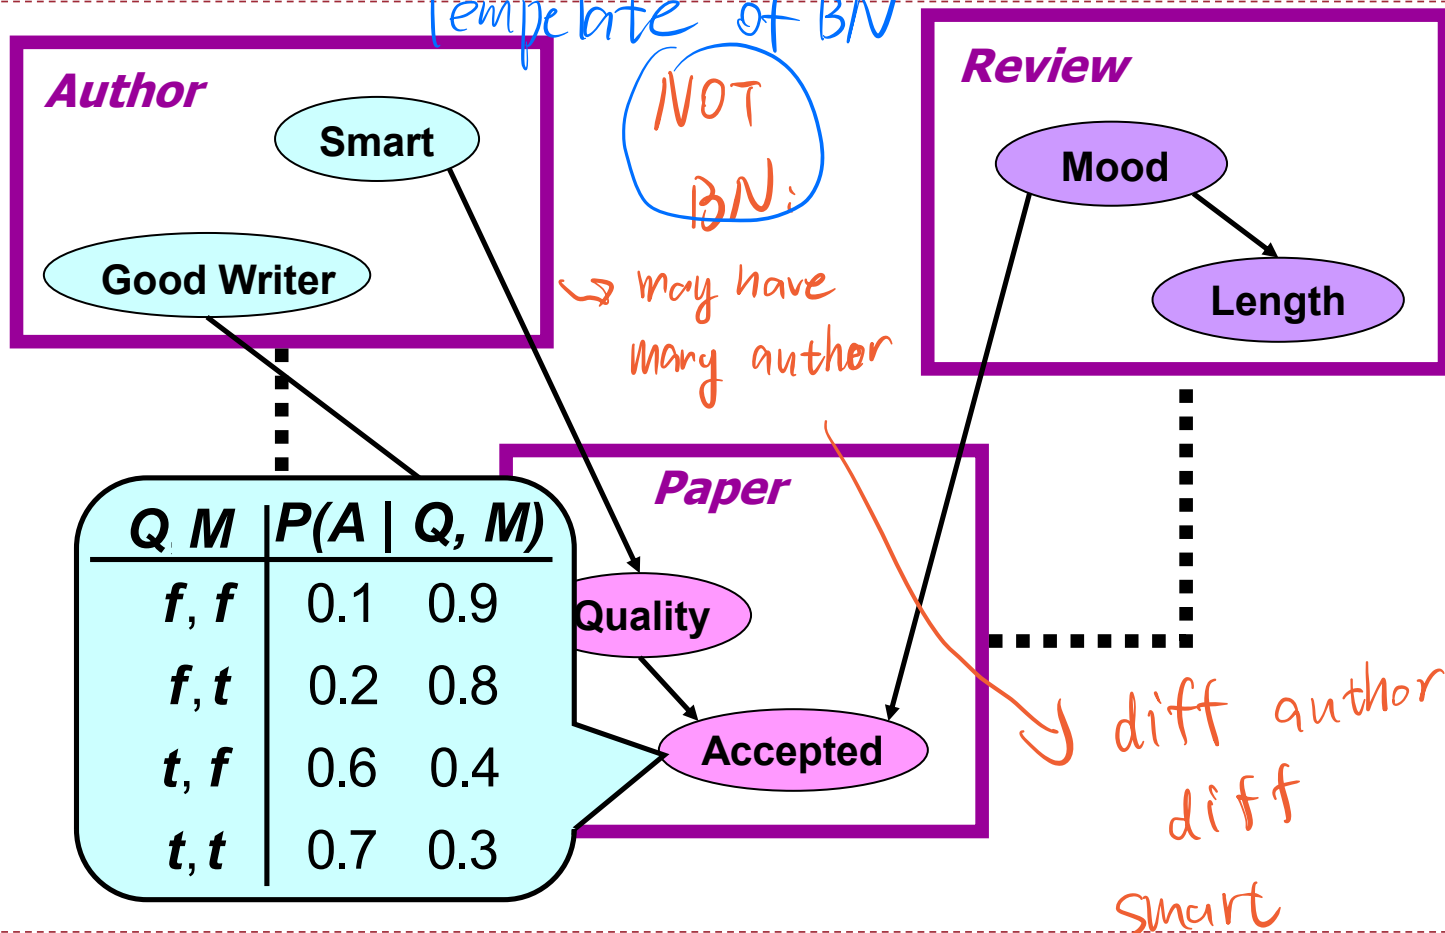 Tempelate of BN
Author
Smart
Good Writer
NOT
BN:
may have
many author
Review
Mood
Length
Paper
Quality
Accepted
Q, M P(A | Q, M)
f, f 0.1 0.9
f, t 0.2 0.8
t, f 0.6 0.4
t, t 0.7 0.3
diff author
diff
smart